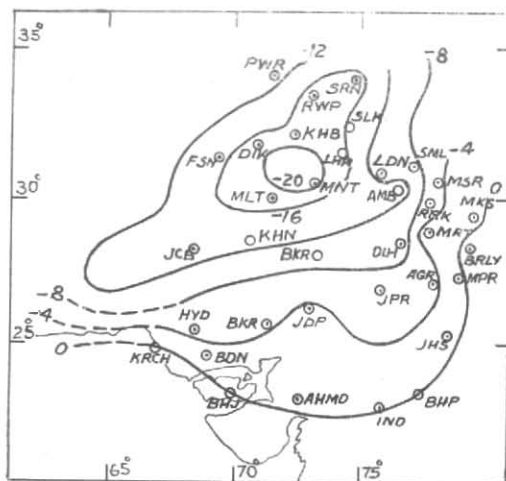 35°
-12
-8
PWR
SRN
RWP
SLK
KHB
DIK
LHR
FSN
LDN
SNL
-4
-20
MNT
MSR
30°
MLT
AMB
0
MKS
-16
RRK
KHN
MRT
JCB
BKR
DLH
BRLY
AGR
MPR
-8
JPR
-4
HYD
BKR
JDP
25°
JHS
0
KRCH
BDN
BHJ
AHMD
BHP
IND
65°
70°
75°